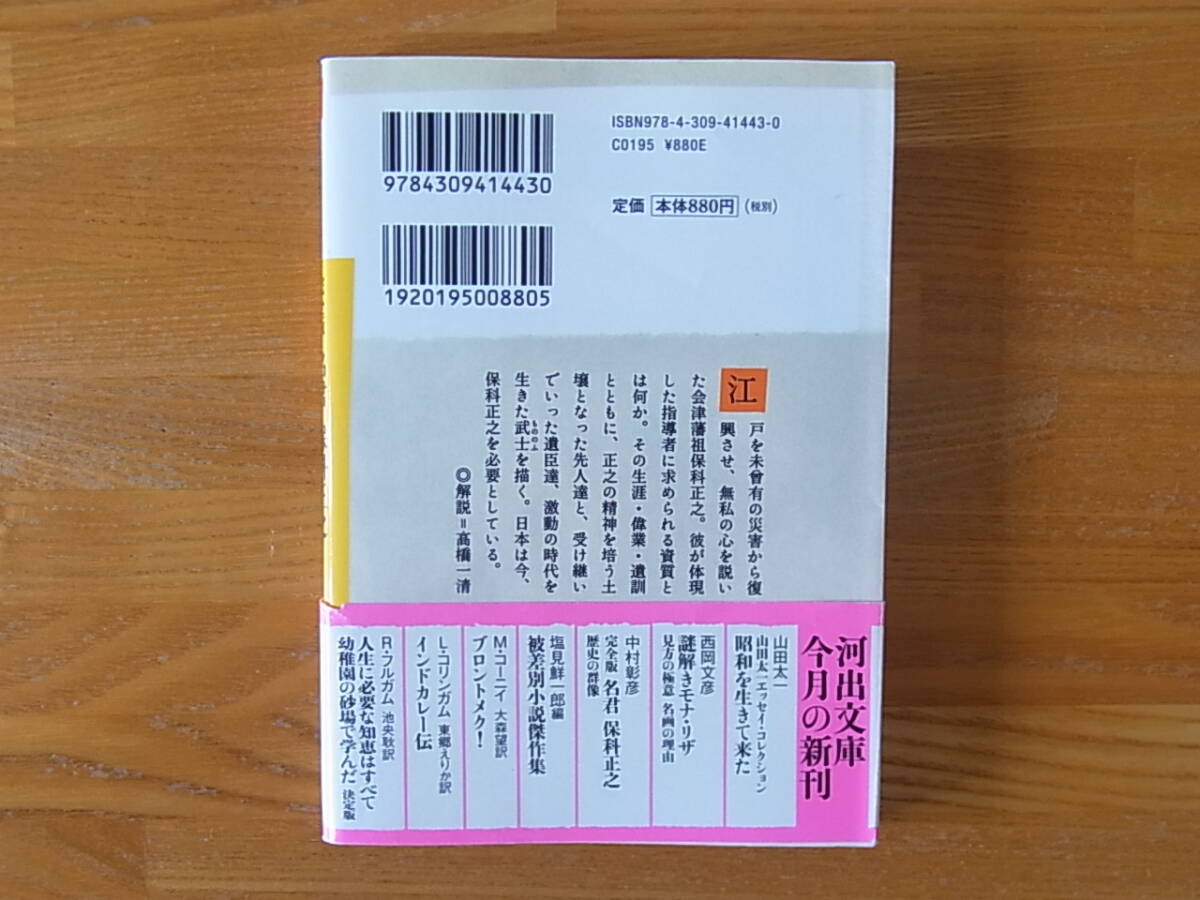 9784309414430
ISBN978-4-309-41443-0
C0195 ¥880E
定価 本体880円(税別)
1920195008805
江戸を未曾有の災害から復
興させ、無私の心を説い
た会津藩祖保科正之。彼が体現
した指導者に求められる資質と
は何か。その生涯・偉業・遺訓
とともに、正之の精神を培う土
壌となった先人達と、受け継い
でいった遺臣達、激動の時代を
生きた武士を描く。日本は今、
もののふ
保科正之を必要としている。
◎解説=高橋一清
河出文庫
今月の新刊
山田太一
山田太一エッセイ・コレクション
昭和を生きて来た
西岡文彦
謎解きモナ・リザ
見方の極意 名画の理由
中村彰彦
完全版 名君 保科正之
歴史の群像
塩見鮮一郎編
被差別小説傑作集
M・コーニイ 大森望訳
ブロントメク!
L・コリンガム 東郷えりか訳
インドカレー伝
R・フルガム 池央耿訳
人生に必要な知恵はすべて
幼稚園の砂場で学んだ 決定版